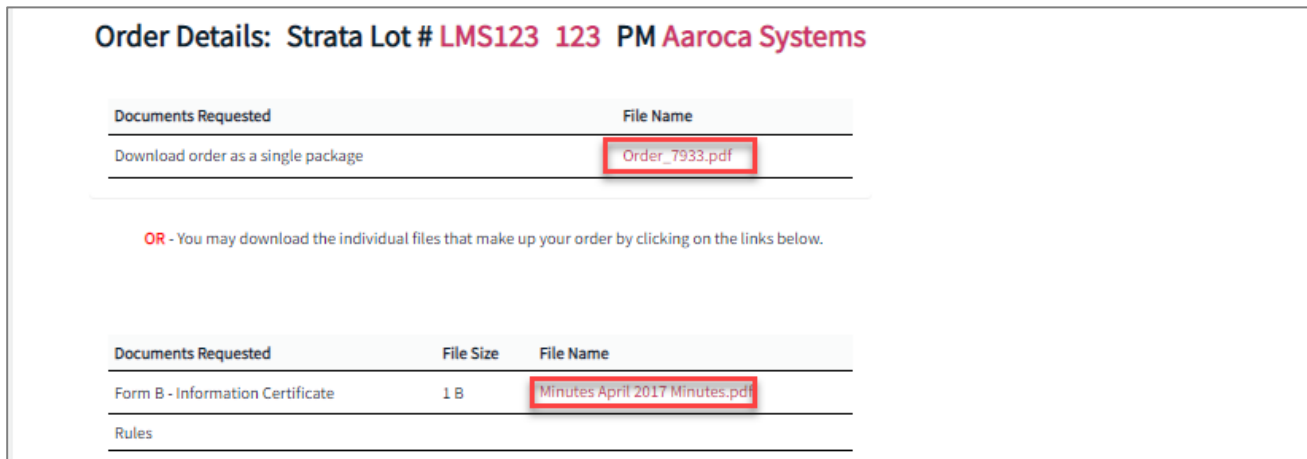 Order Details: Strata Lot # LMS123 123 PM Aaroca Systems
Documents Requested File Name
Download order as a single package Order_7933.pdf
OR - You may download the individual files that make up your order by clicking on the links below.
Documents Requested File Size File Name
Form B - Information Certificate 1 B Minutes April 2017 Minutes.pdf
Rules